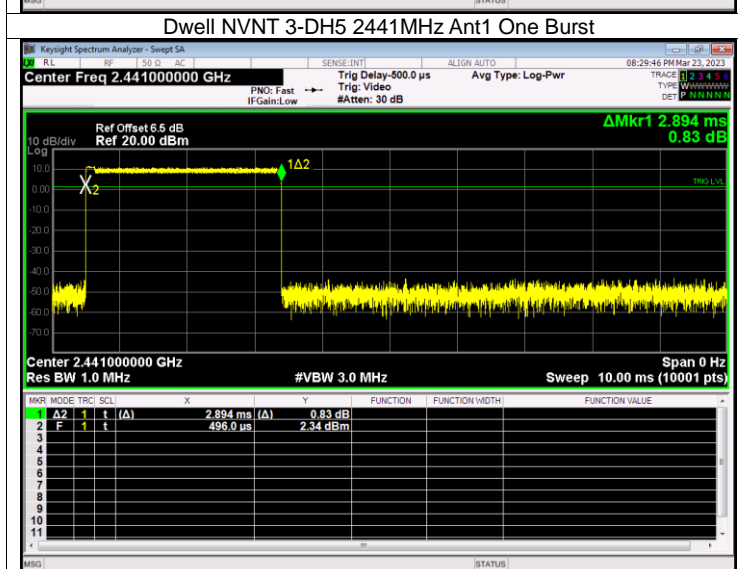 MSG STATUS
Dwell NVNT 3-DH5 2441MHz Ant1 One Burst
Keysight Spectrum Analyzer - Swept SA
LXI RL RF 50 Ω AC SENSE:INT ALIGN AUTO 08:29:46 PM Mar 23, 2023
Center Freq 2.441000000 GHz PNO: Fast IFGain:Low Trig Delay-500.0 µs Trig: Video #Atten: 30 dB Avg Type: Log-Pwr TRACE 1 2 3 4 5 6
TYPE WWWWWW
DET P N N N N N
ΔMkr1 2.894 ms
0.83 dB
Ref Offset 6.5 dB
10 dB/div Ref 20.00 dBm
Log
10.0
0.00
-10.0
-20.0
-30.0
-40.0
-50.0
-60.0
-70.0
1Δ2
X2
TRIG LVL
Center 2.441000000 GHz Span 0 Hz
Res BW 1.0 MHz #VBW 3.0 MHz Sweep 10.00 ms (10001 pts)
MKR MODE TRC SCL X Y FUNCTION FUNCTION WIDTH FUNCTION VALUE
1 Δ2 1 t (Δ) 2.894 ms (Δ) 0.83 dB
2 F 1 t 496.0 µs 2.34 dBm
3
4
5
6
7
8
9
10
11
MSG STATUS